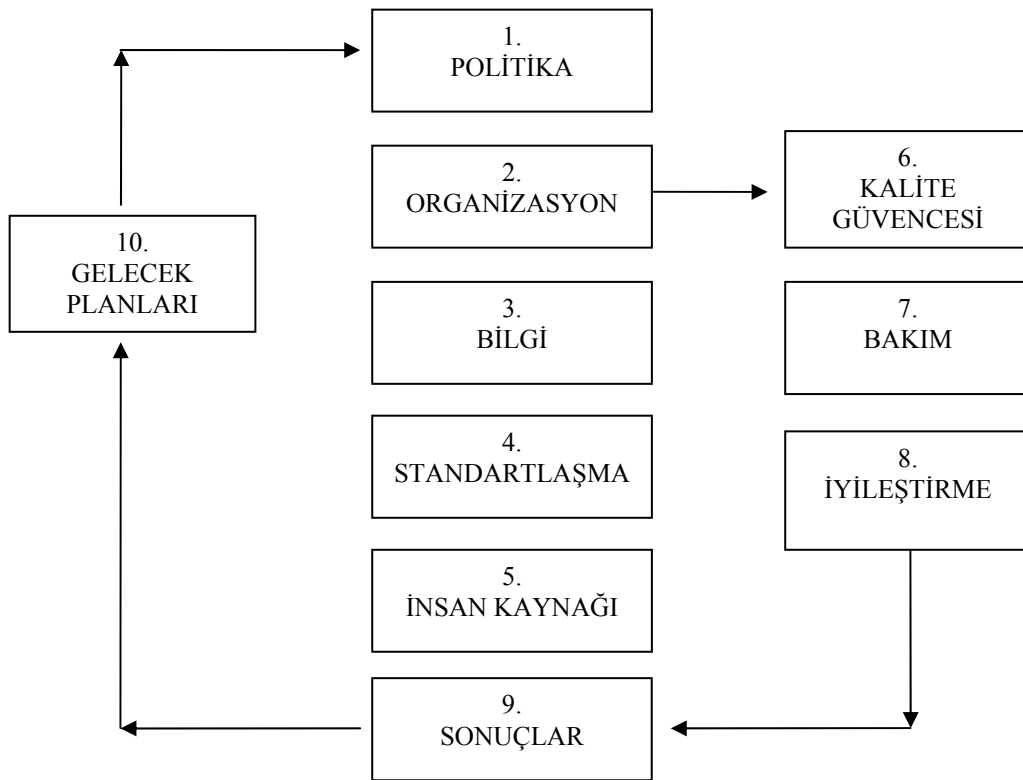 1.
POLİTİKA
2.
ORGANİZASYON
3.
BİLGİ
4.
STANDARTLAŞMA
5.
İNSAN KAYNAĞI
6.
KALİTE
GÜVENCESİ
7.
BAKIM
8.
İYİLEŞTİRME
9.
SONUÇLAR
10.
GELECEK
PLANLARI